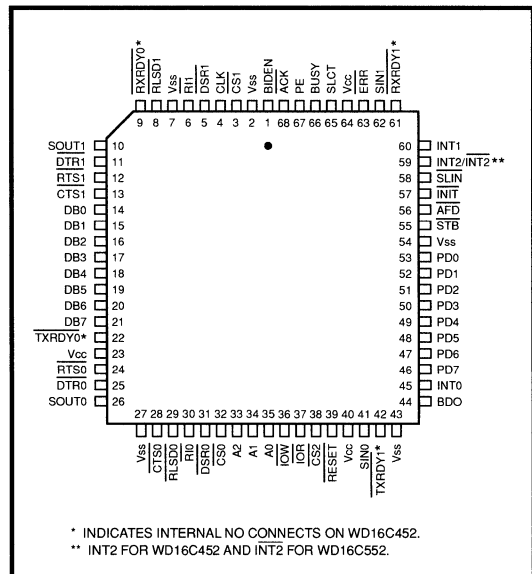 RXRDY0* RLSD1 Vss RI1 DSR1 CLK CS1 Vss BIDEN ACK PE BUSY SLCT Vcc ERR SIN1 RXRDY1*
9 8 7 6 5 4 3 2 1 68 67 66 65 64 63 62 61
SOUT1 10 60 INT1
DTR1 11 59 INT2/INT2**
RTS1 12 58 SLIN
CTS1 13 57 INIT
DB0 14 56 AFD
DB1 15 55 STB
DB2 16 54 Vss
DB3 17 53 PD0
DB4 18 52 PD1
DB5 19 51 PD2
DB6 20 50 PD3
DB7 21 49 PD4
TXRDY0* 22 48 PD5
Vcc 23 47 PD6
RTS0 24 46 PD7
DTR0 25 45 INT0
SOUT0 26 44 BDO
27 28 29 30 31 32 33 34 35 36 37 38 39 40 41 42 43
Vss CTS0 RLSD0 RI0 DSR0 CS0 A2 A1 A0 IOW IOR CS2 RESET Vcc SIN0 TXRDY1* Vss
* INDICATES INTERNAL NO CONNECTS ON WD16C452.
** INT2 FOR WD16C452 AND INT2 FOR WD16C552.